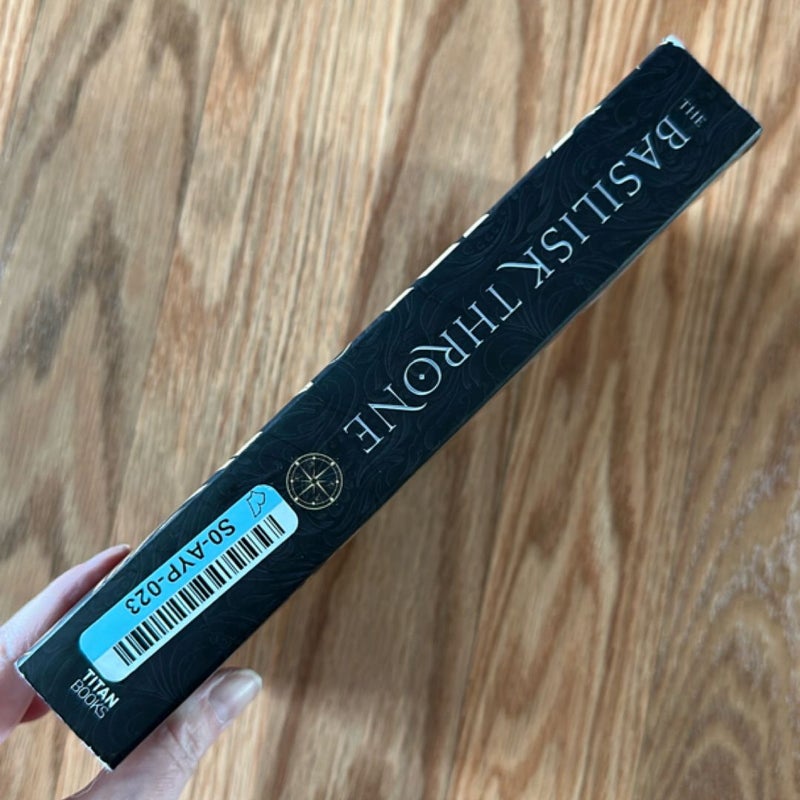 THE
BASILISK THRONE
S0-AYP-023
TITAN
BOOKS